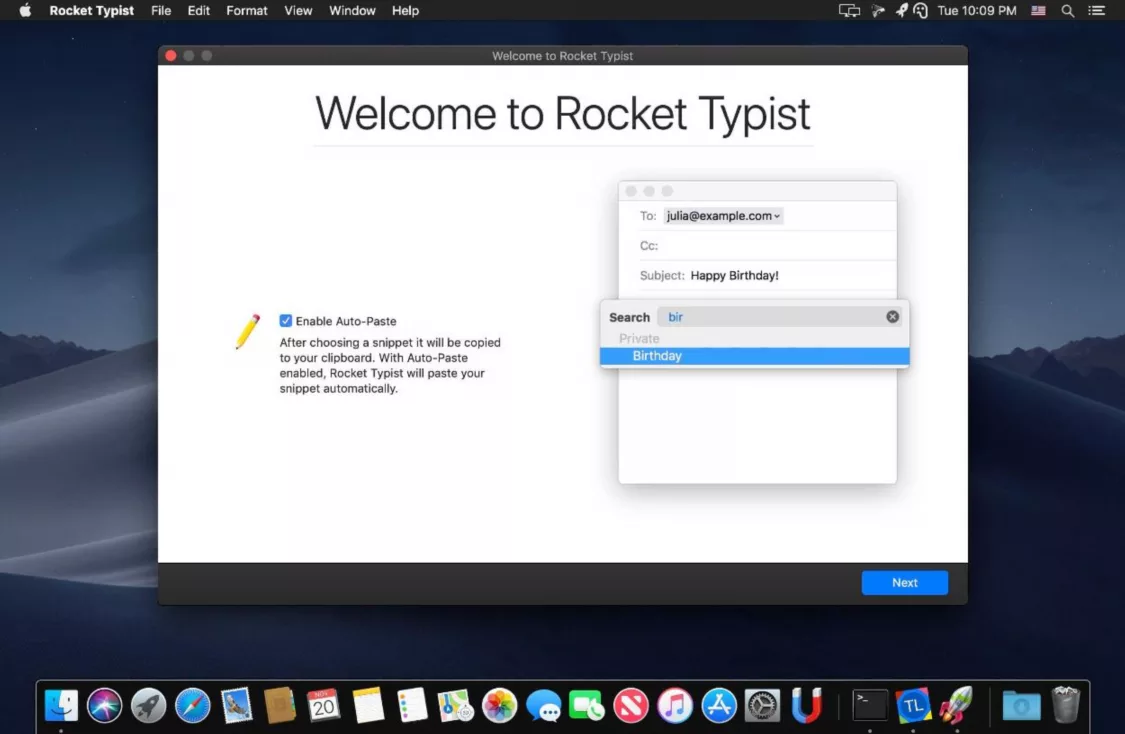 Rocket Typist File Edit Format View Window Help Tue 10:09 PM
Welcome to Rocket Typist
Welcome to Rocket Typist
To: julia@example.com
Cc:
Subject: Happy Birthday!
Search bir
Private
Birthday
Enable Auto-Paste
After choosing a snippet it will be copied
to your clipboard. With Auto-Paste
enabled, Rocket Typist will paste your
snippet automatically.
Next
NOV
20
TL